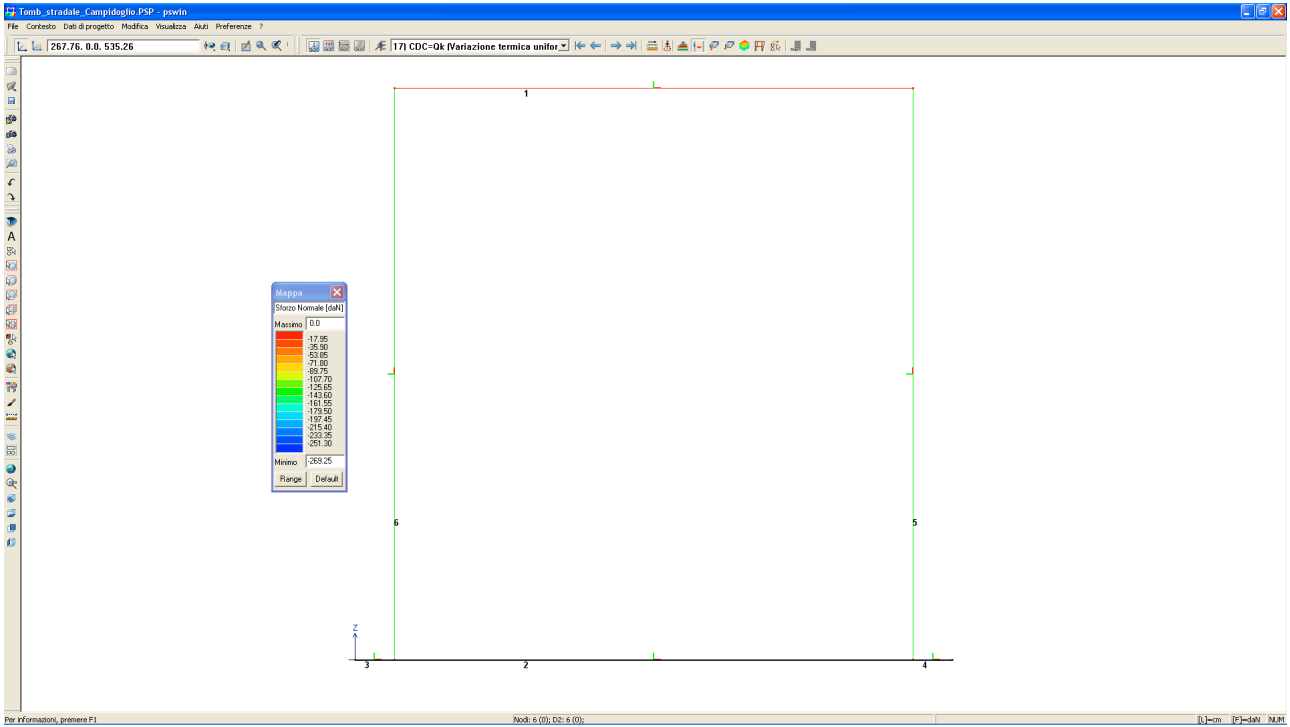 Tomb_stradale_Campidoglio.PSP - pswin
File Contesto Dati di progetto Modifica Visualizza Aiuti Preferenze ?
267.76. 0.0. 535.26
17) CDC=Qk (Variazione termica unifor
1
Mappa
Sforzo Normale [daN]
Massimo 0.0
-17.95
-35.90
-53.85
-71.80
-89.75
-107.70
-125.65
-143.60
-161.55
-179.50
-197.45
-215.40
-233.35
-251.30
Minimo -269.25
Range Default
A
6 5
Z
3 2 4
Per informazioni, premere F1 Nodi: 6 (0); D2: 6 (0); [L]=cm [F]=daN NUM